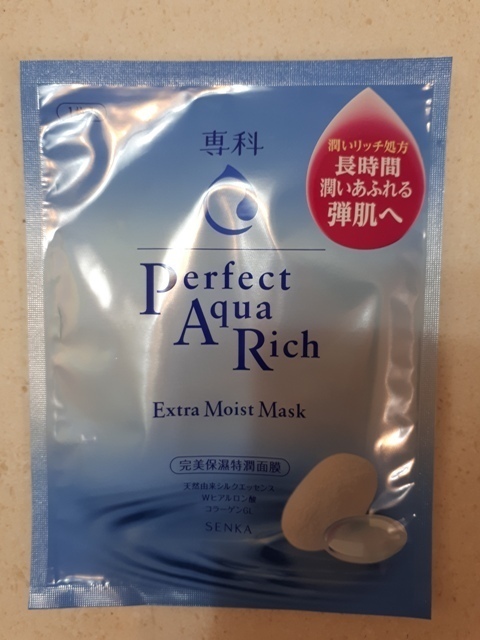 専科
潤いリッチ処方
長時間
潤いあふれる
弾肌へ
Perfect
Aqua
Rich
Extra Moist Mask
完美保濕特潤面膜
天然由来シルクエッセンス
Wヒアルロン酸
コラーゲンGL
SENKA